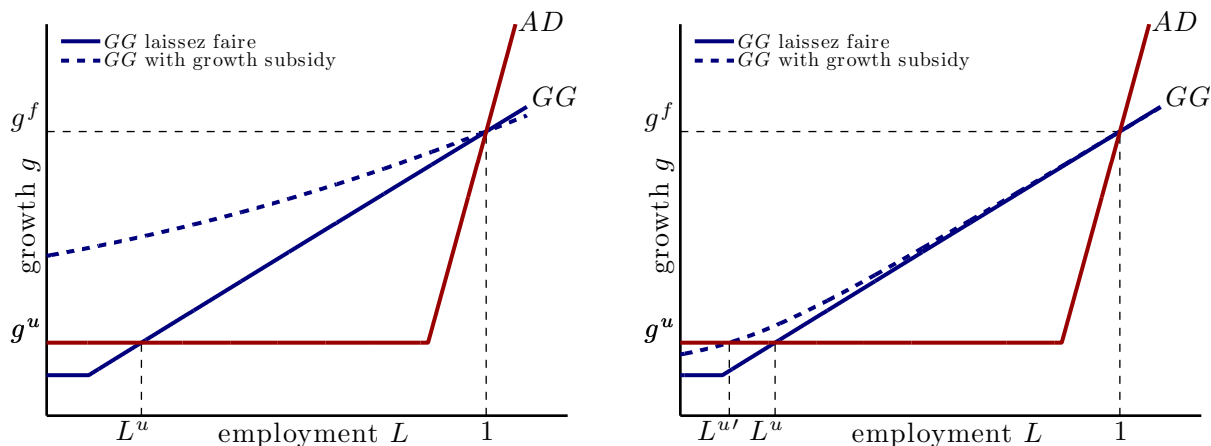 AD
GG laissez faire
GG with growth subsidy
GG
g^f
growth g
g^u
L^u
employment L
1
AD
GG laissez faire
GG with growth subsidy
GG
g^f
growth g
g^u
L^u′
L^u
employment L
1